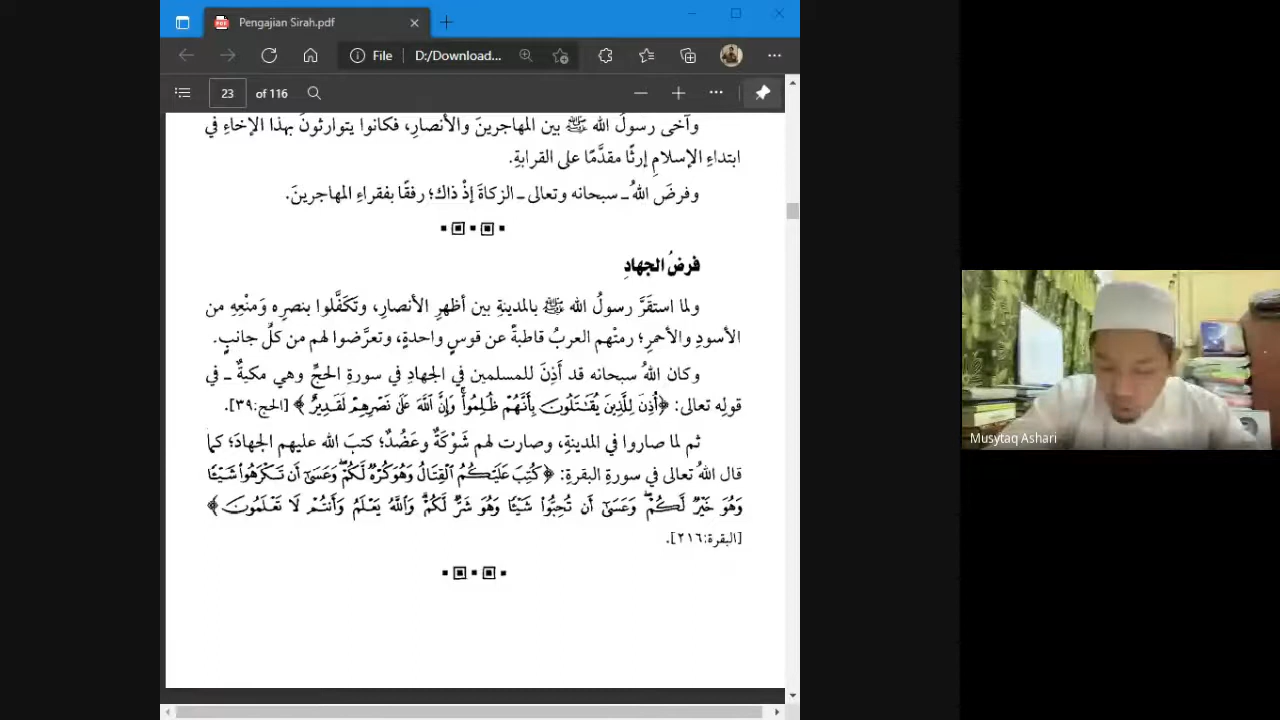 Pengajian Sirah.pdf
File
D:/Download...
23
of 116
وآخى رسولَ الله ﷺ بين المهاجرينَ والأنصارِ، فكانوا يتوارثونَ بهذا الإخاءِ في
ابتداءِ الإسلامِ إرثًا مقدَّمًا على القرابةِ.
وفرضَ اللهُ ـ سبحانه وتعالى ـ الزكاةَ إذْ ذاك؛ رفقًا بفقراءِ المهاجرينَ.
فرضُ الجهادِ
ولما استقَرَّ رسولُ الله ﷺ بالمدينةِ بين أظهرِ الأنصارِ، وتَكَفَّلوا بنصرِه وَمنْعِه من
الأسودِ والأحمرِ؛ رمتْهم العربُ قاطبةً عن قوسٍ واحدةٍ، وتعرَّضوا لهم من كلِّ جانبٍ.
وكان اللهُ سبحانه قد أَذِنَ للمسلمين في الجهادِ في سورةِ الحجِّ وهي مكيةٌ ـ في
قولِه تعالى: ﴿أُذِنَ لِلَّذِينَ يُقَـٰتَلُونَ بِأَنَّهُمْ ظُلِمُوا۟ ۚ وَإِنَّ ٱللَّهَ عَلَىٰ نَصْرِهِمْ لَقَدِيرٌ ﴾ [الحج:٣٩].
ثم لما صاروا في المدينةِ، وصارت لهم شَوْكَةٌ وعَضُدٌ؛ كتبَ الله عليهم الجهادَ؛ كما
قال اللهُ تعالى في سورةِ البقرةِ: ﴿كُتِبَ عَلَيْكُمُ ٱلْقِتَالُ وَهُوَ كُرْهٌ لَّكُمْ ۖ وَعَسَىٰٓ أَن تَكْرَهُوا۟ شَيْـًٔا
وَهُوَ خَيْرٌ لَّكُمْ ۖ وَعَسَىٰٓ أَن تُحِبُّوا۟ شَيْـًٔا وَهُوَ شَرٌّ لَّكُمْ ۗ وَٱللَّهُ يَعْلَمُ وَأَنتُمْ لَا تَعْلَمُونَ ﴾
[البقرة:٢١٦].
Musytaq Ashari